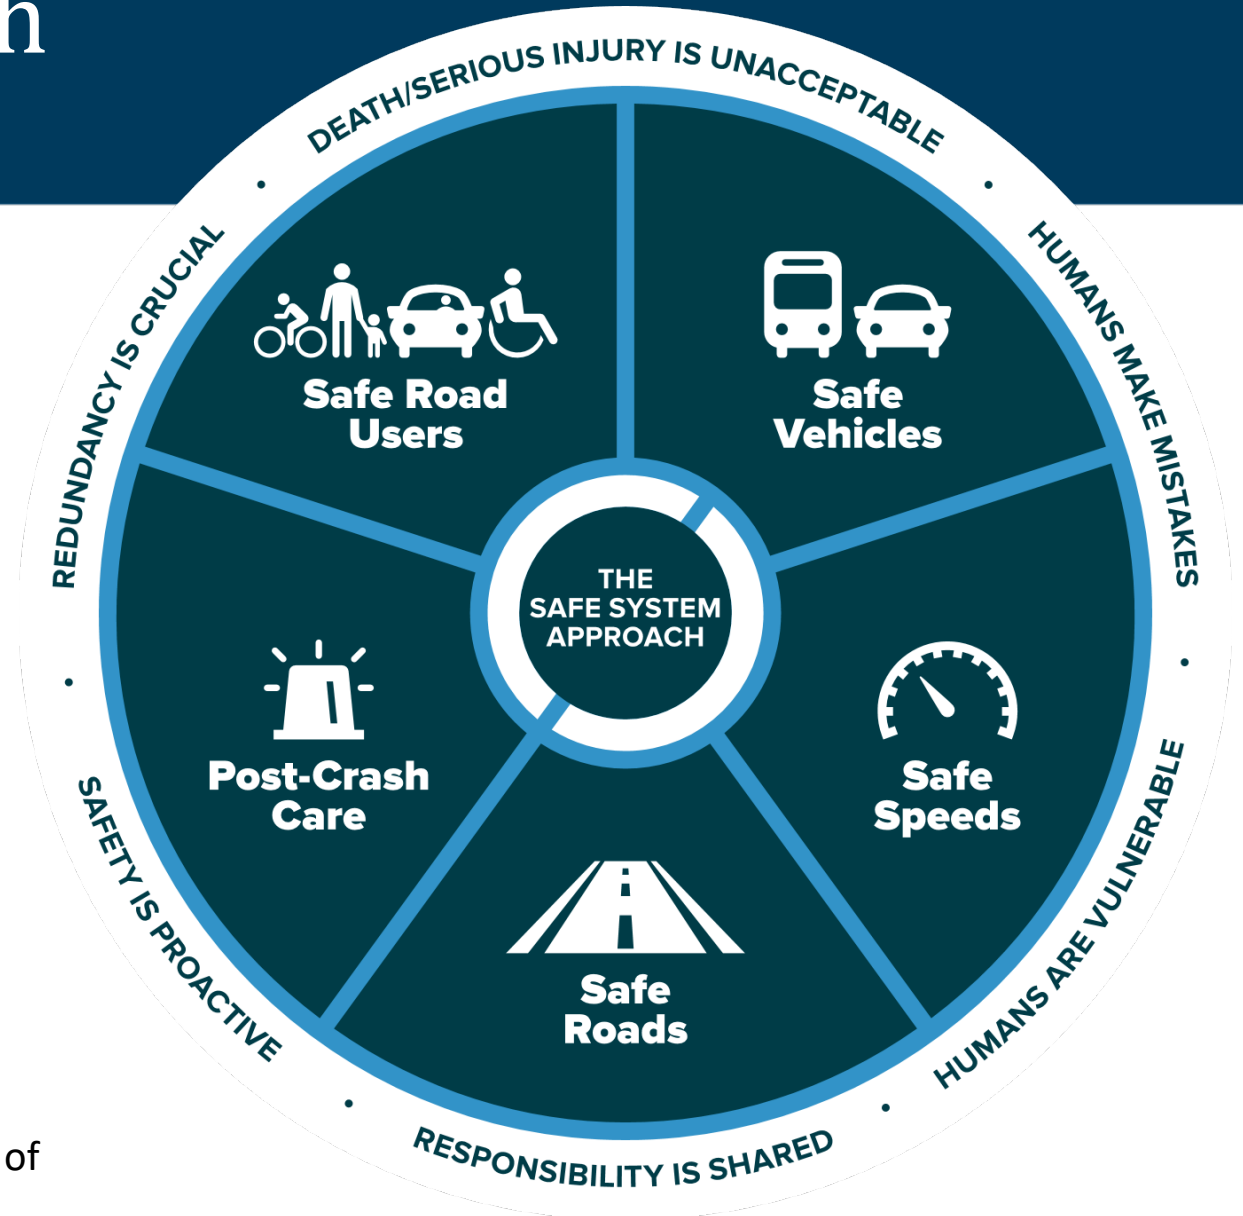 h
DEATH/SERIOUS INJURY IS UNACCEPTABLE
HUMANS MAKE MISTAKES
HUMANS ARE VULNERABLE
RESPONSIBILITY IS SHARED
SAFETY IS PROACTIVE
REDUNDANCY IS CRUCIAL
Safe Road
Users
Safe
Vehicles
Safe
Speeds
Safe
Roads
Post-Crash
Care
THE
SAFE SYSTEM
APPROACH
of